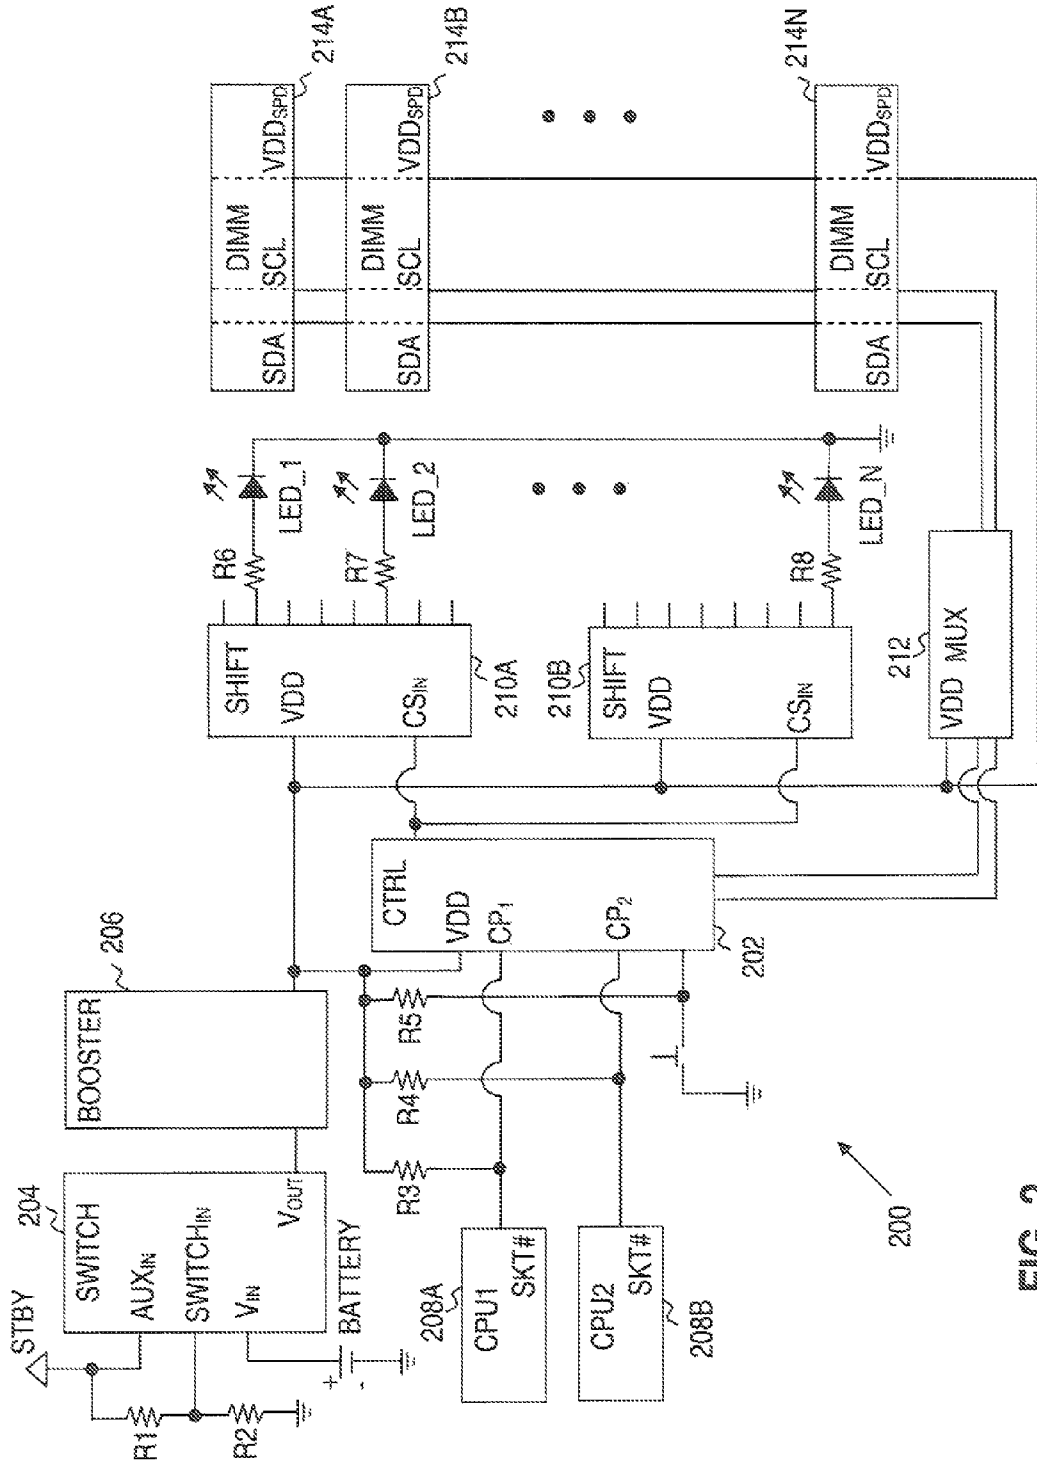 STBY
R1
R2
204
SWITCH
AUXIN
SWITCHIN
VIN
VOUT
+
-
BATTERY
206
BOOSTER
208A
CPU1
SKT#
208B
CPU2
SKT#
R3
R4
R5
CTRL
VDD
CP1
CP2
202
SHIFT
VDD
CSIN
210A
210B
SHIFT
VDD
CSIN
212
VDD MUX
R6
LED_1
R7
LED_2
R8
LED_N
SDA
DIMM
SCL
VDDSPD
214A
SDA
DIMM
SCL
VDDSPD
214B
SDA
DIMM
SCL
VDDSPD
214N
200
FIG. 2